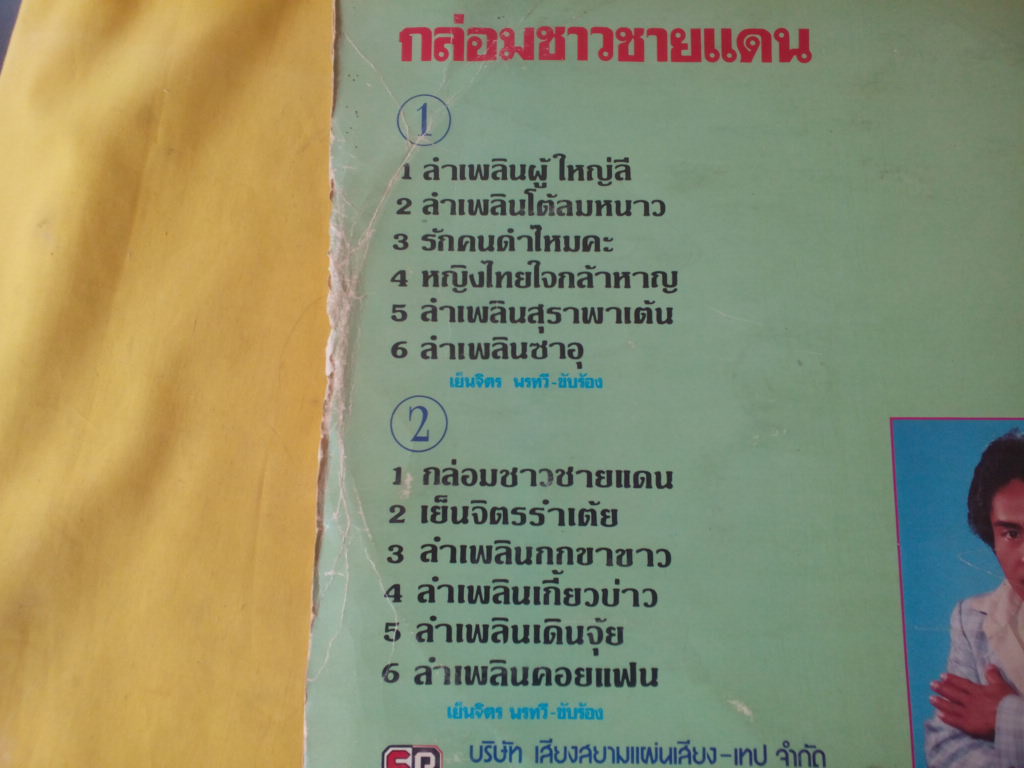 กล่อมชาวชายแดน
1
1 ลำเพลินผู้ใหญ่ลี
2 ลำเพลินโต้ลมหนาว
3 รักคนดำไหมคะ
4 หญิงไทยใจกล้าหาญ
5 ลำเพลินสุราพาเต้น
6 ลำเพลินซาอุ
เย็นจิตร พรทวี-ขับร้อง
2
1 กล่อมชาวชายแดน
2 เย็นจิตรรำเต้ย
3 ลำเพลินกกขาขาว
4 ลำเพลินเกี้ยวบ่าว
5 ลำเพลินเดินจุ้ย
6 ลำเพลินคอยแฟน
เย็นจิตร พรทวี-ขับร้อง
บริษัท เสียงสยามแผ่นเสียง-เทป จำกัด